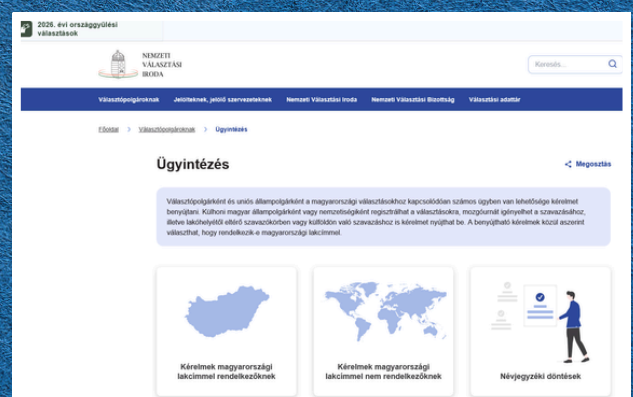 2026. évi országgyűlési
választások
NEMZETI
VÁLASZTÁSI
IRODA
Keresés...
Választópolgároknak Jelölteknek, jelölő szervezeteknek Nemzeti Választási Iroda Nemzeti Választási Bizottság Választási adattár
Főoldal > Választópolgároknak > Ügyintézés
Ügyintézés
Megosztás
Választópolgárként és uniós állampolgárként a magyarországi választásokhoz kapcsolódóan számos ügyben van lehetősége kérelmet
benyújtani. Külhoni magyar állampolgárként vagy nemzetiségiként regisztrálhat a választásokra, mozgóurnát igényelhet a szavazásához,
illetve lakóhelyétől eltérő szavazókörben vagy külföldön való szavazáshoz is kérelmet nyújthat be. A benyújtható kérelmek közül aszerint
választhat, hogy rendelkezik-e magyarországi lakcímmel.
Kérelmek magyarországi
lakcímmel rendelkezőknek
Kérelmek magyarországi
lakcímmel nem rendelkezőknek
Névjegyzéki döntések